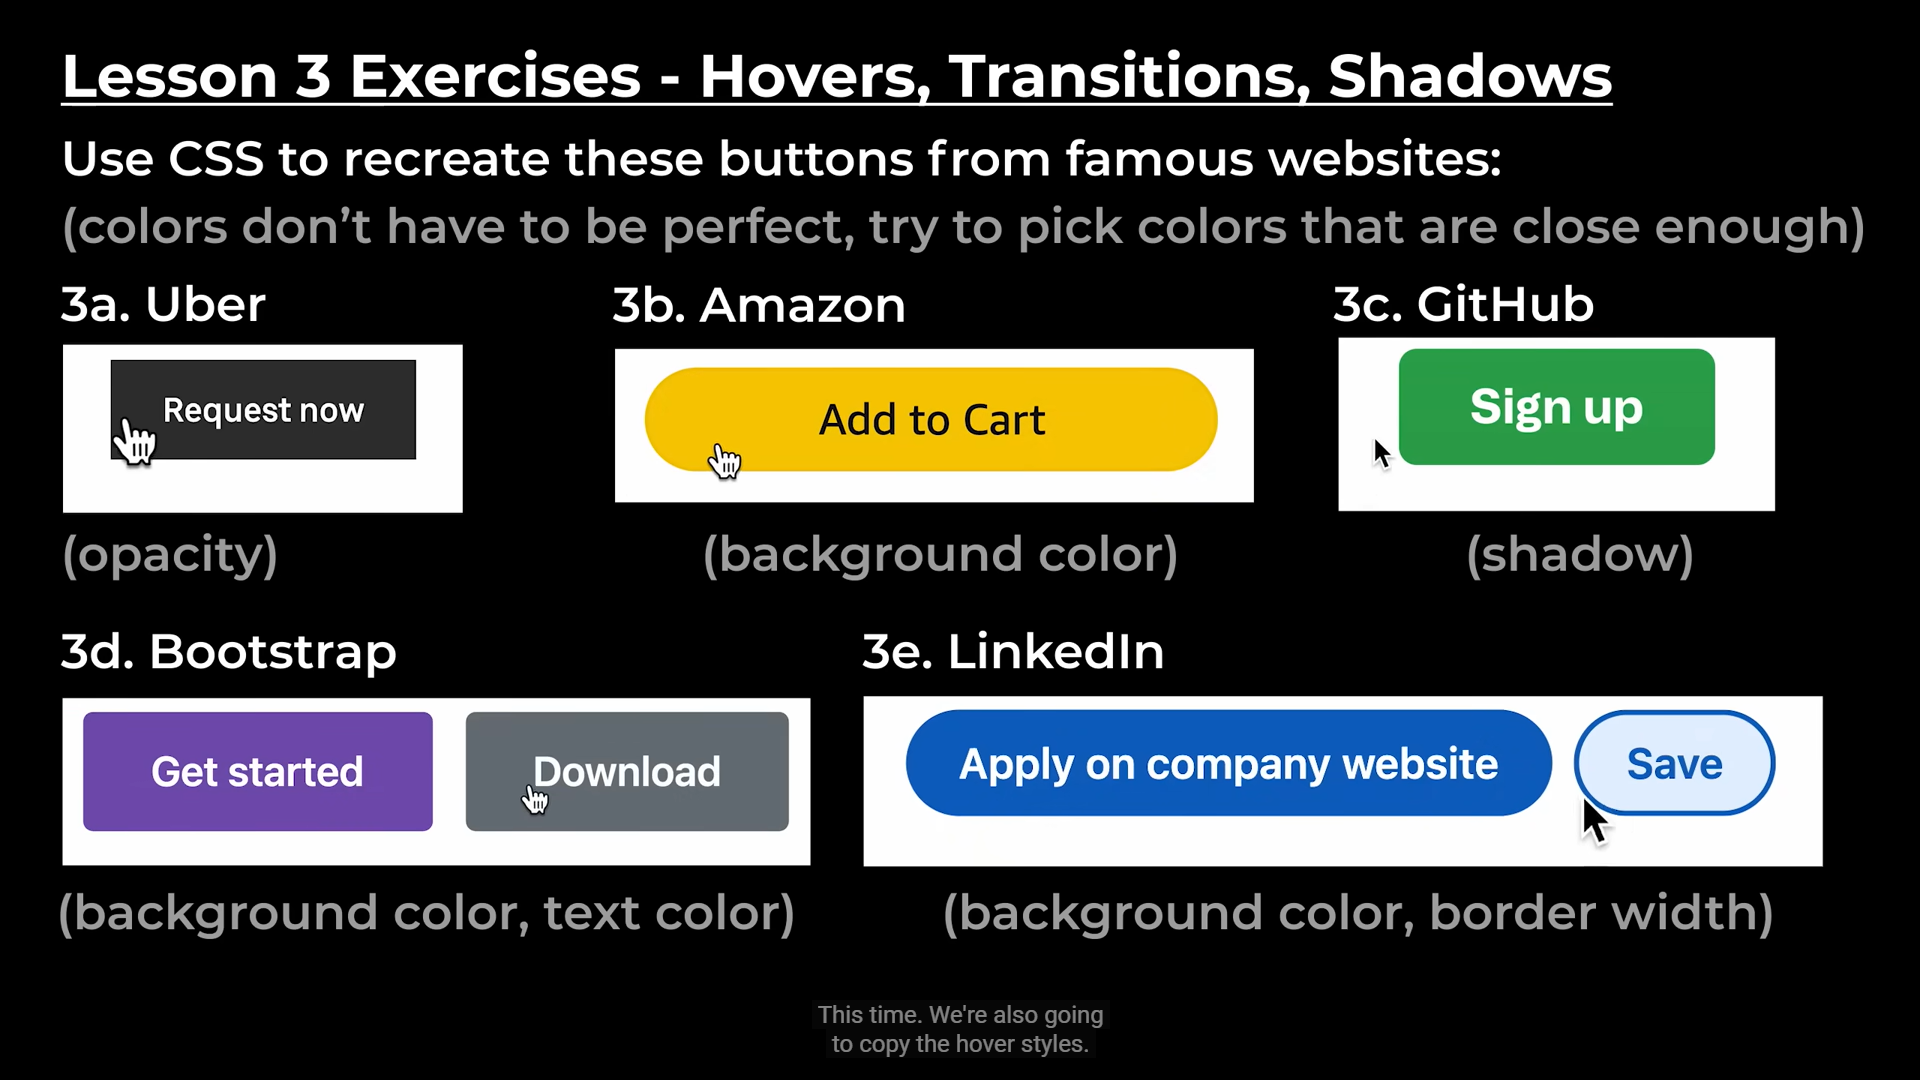 Lesson 3 Exercises - Hovers, Transitions, Shadows
Use CSS to recreate these buttons from famous websites:
(colors don’t have to be perfect, try to pick colors that are close enough)
3a. Uber
3b. Amazon
3c. GitHub
Request now
Add to Cart
Sign up
(opacity)
(background color)
(shadow)
3d. Bootstrap
3e. LinkedIn
Get started
Download
Apply on company website
Save
(background color, text color)
(background color, border width)
This time. We're also going
to copy the hover styles.